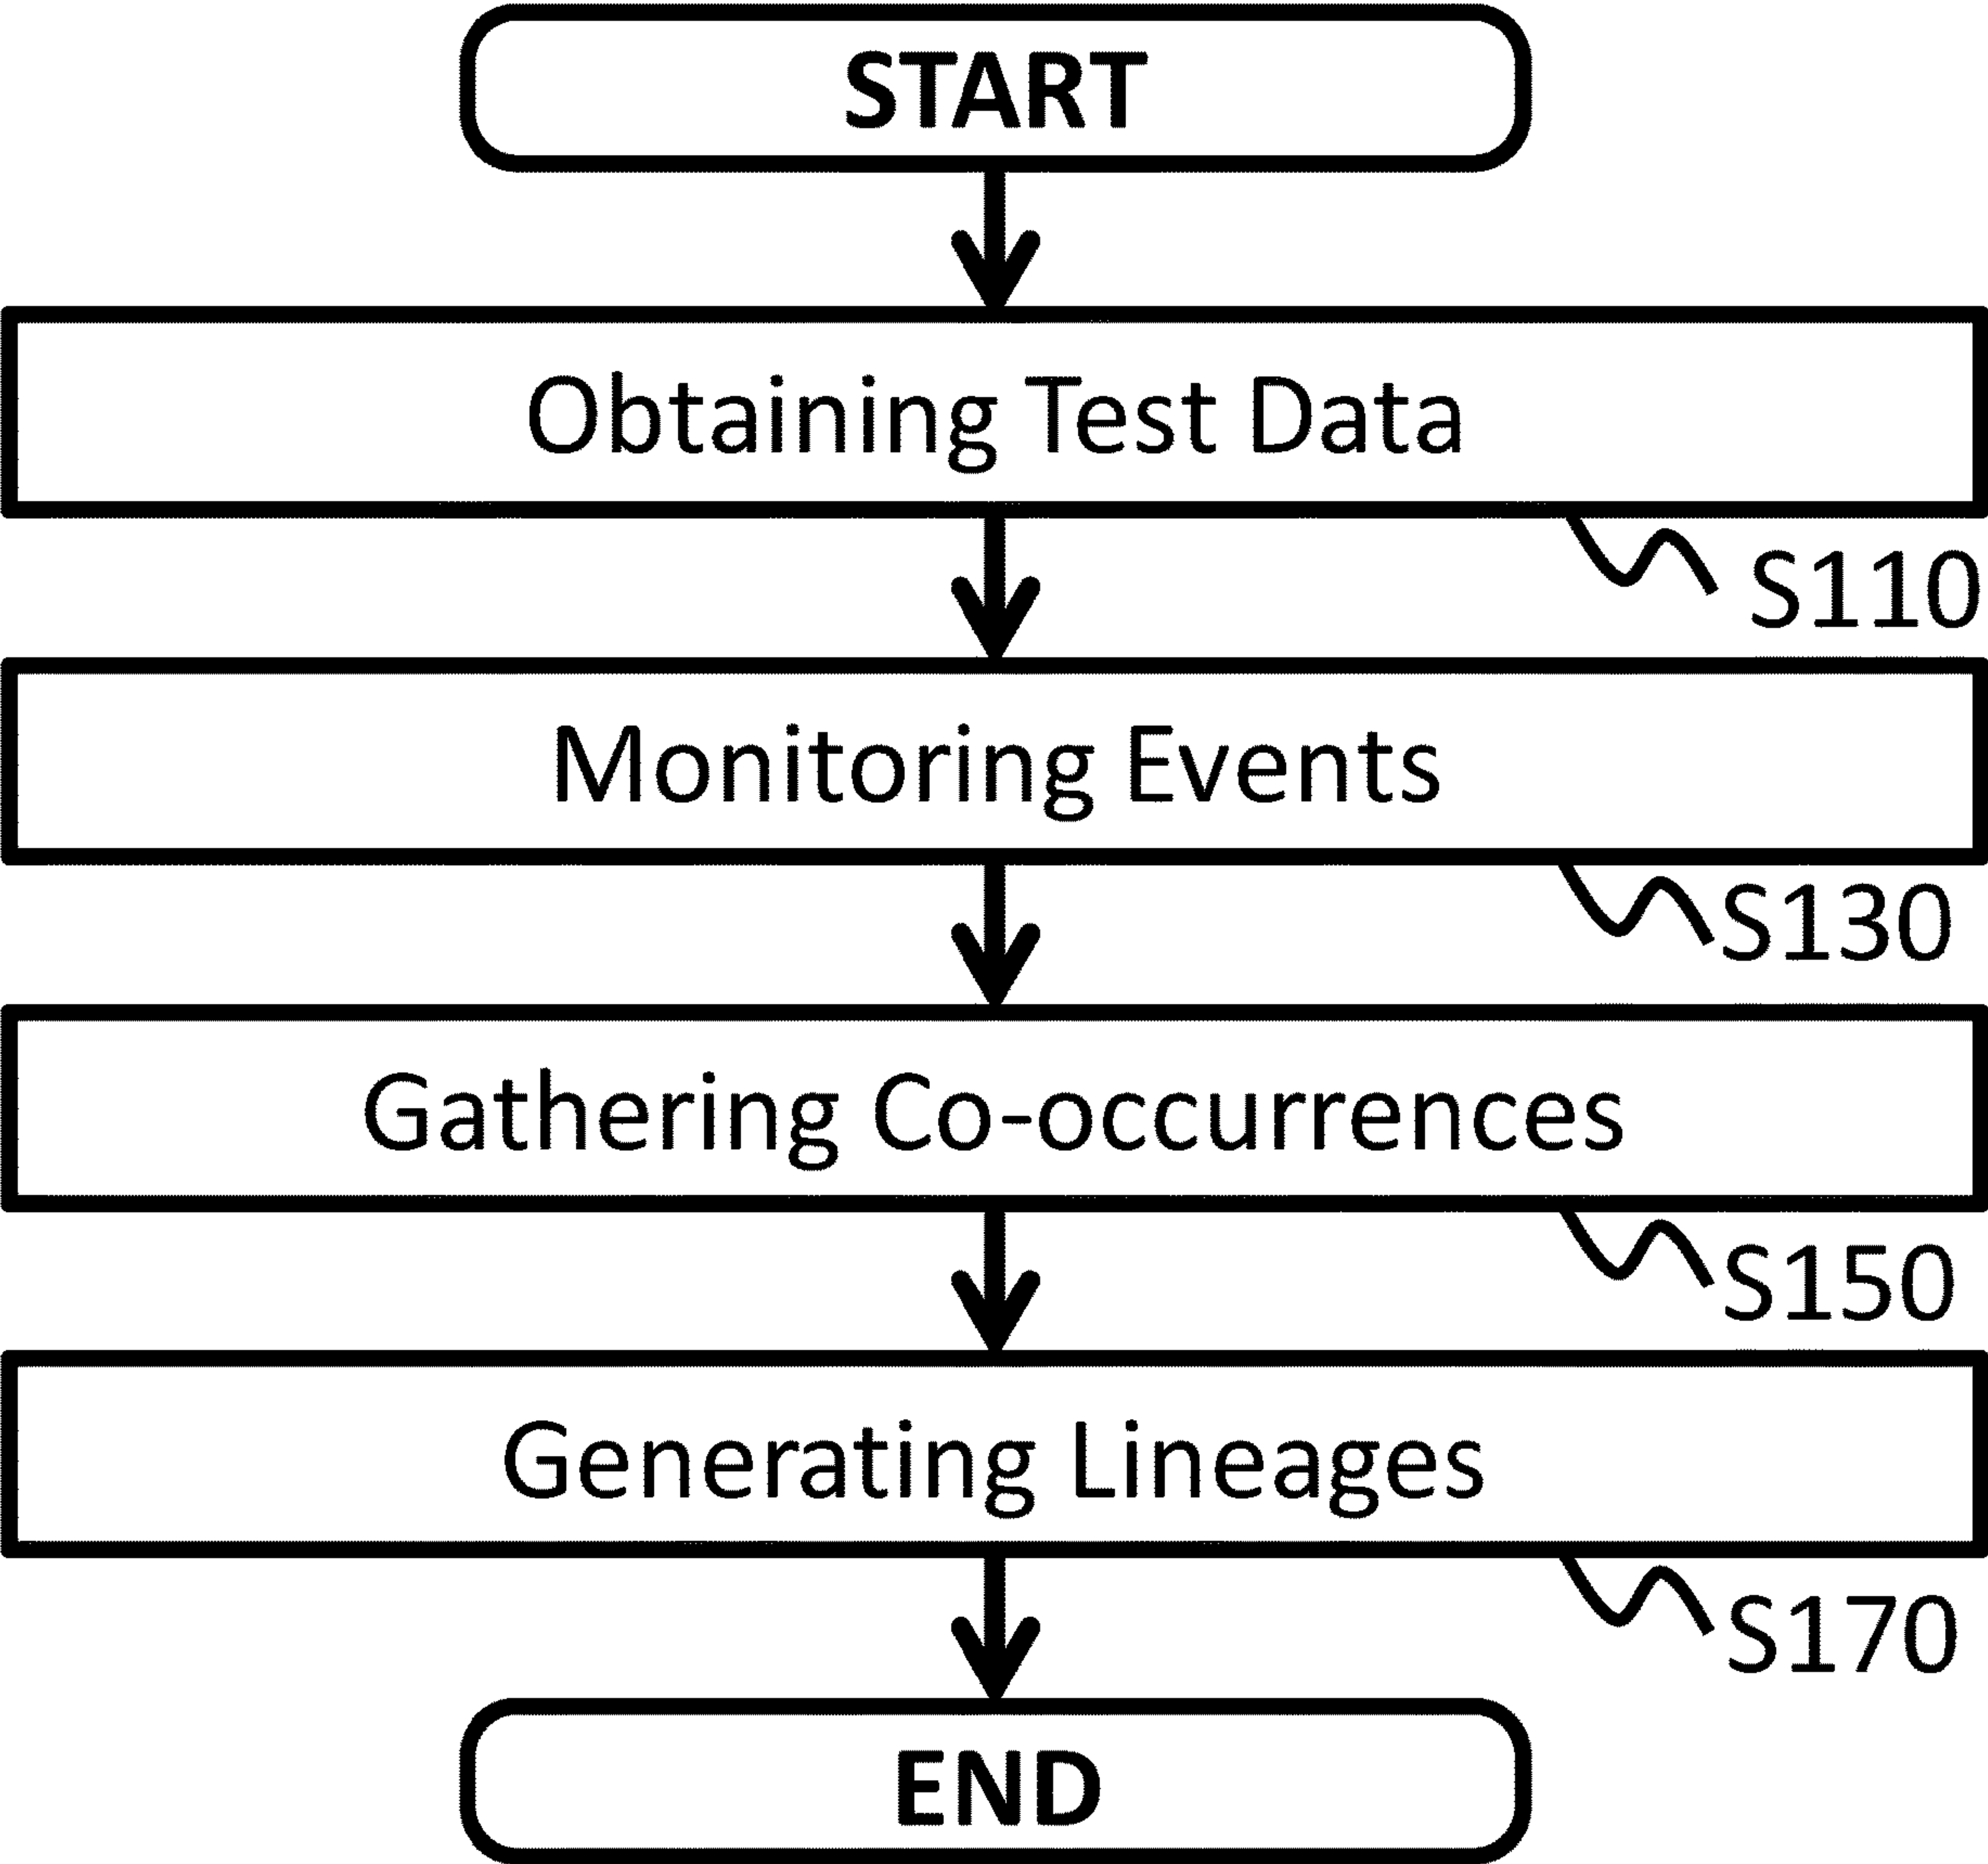 START
Obtaining Test Data
S110
Monitoring Events
S130
Gathering Co-occurrences
S150
Generating Lineages
S170
END